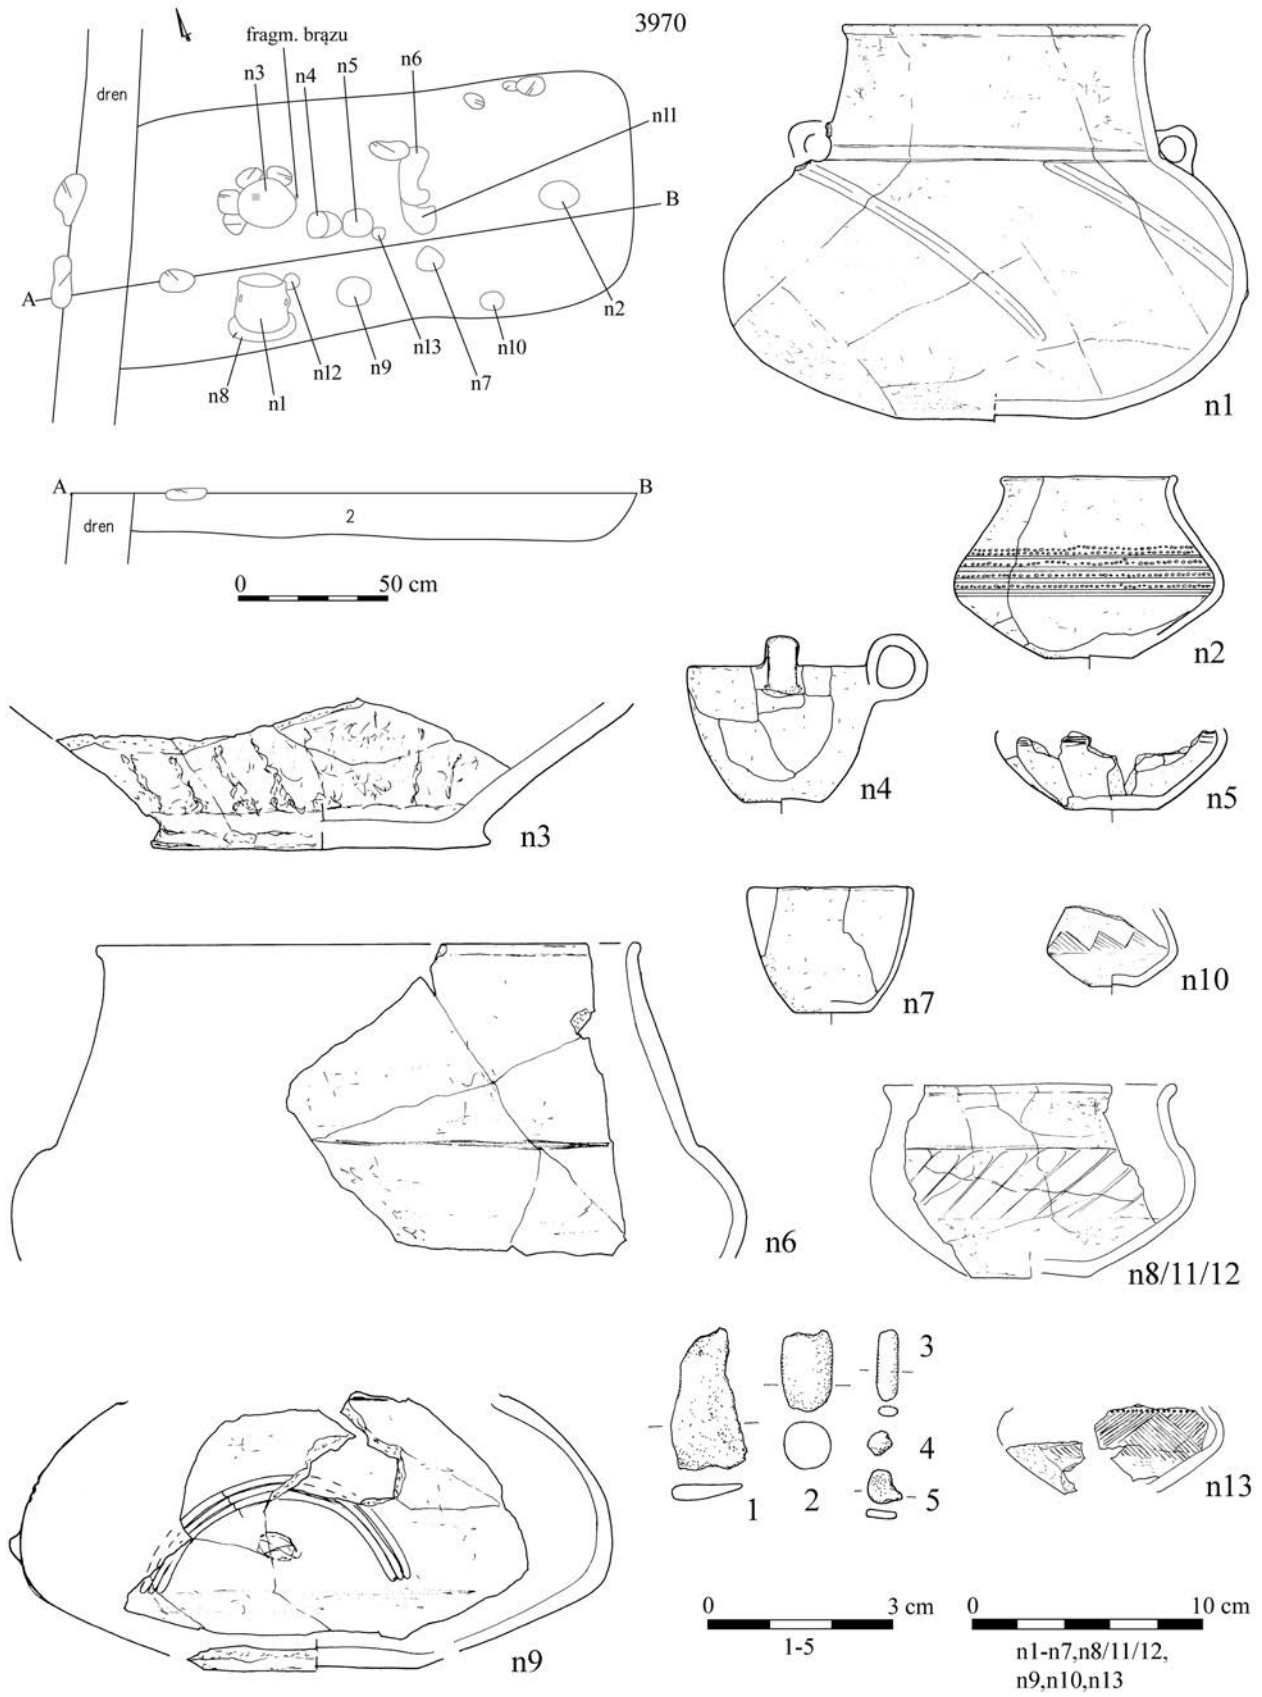 3970
fragm. brązu
n3
n4
n5
n6
n11
dren
B
A
n2
n8
n1
n12
n9
n13
n7
n10
n1
A
B
dren
2
0 50 cm
n2
n3
n4
n5
n7
n10
n6
n8/11/12
n9
1
2
3
4
5
n13
0 3 cm
1-5
0 10 cm
n1-n7,n8/11/12,
n9,n10,n13